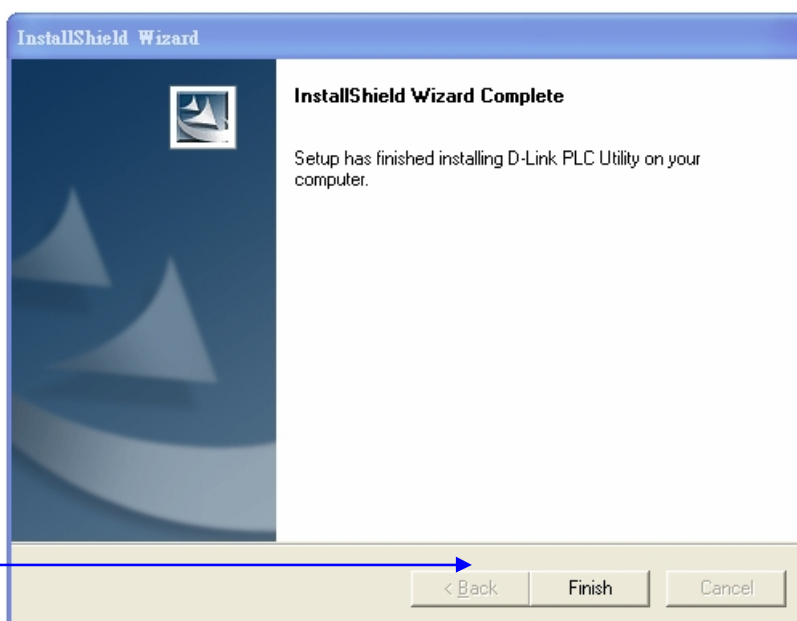 InstallShield Wizard
InstallShield Wizard Complete
Setup has finished installing D-Link PLC Utility on your
computer.
< Back
Finish
Cancel